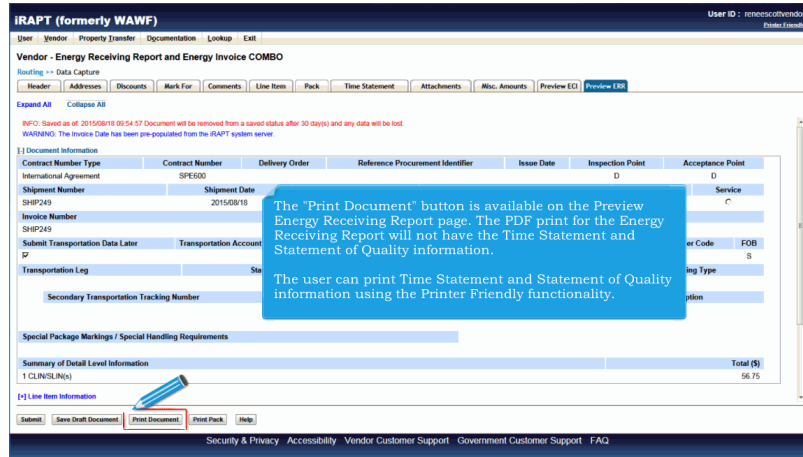 iRAPT (formerly WAWF)
User ID : reneescottvendo
Printer Friendl
User Vendor Property Transfer Documentation Lookup Exit
Vendor - Energy Receiving Report and Energy Invoice COMBO
Routing >> Data Capture
Header Addresses Discounts Mark For Comments Line Item Pack Time Statement Attachments Misc. Amounts Preview ECI Preview ERR
Expand All Collapse All
INFO: Saved as of: 2015/08/18 09:54:57 Document will be removed from a saved status after 30 day(s) and any data will be lost.
WARNING: The Invoice Date has been pre-populated from the iRAPT system server.
[-] Document Information
Contract Number Type Contract Number Delivery Order Reference Procurement Identifier Issue Date Inspection Point Acceptance Point
International Agreement SPE600 D D
Shipment Number Shipment Date Service
SHIP249 2015/08/18 C
Invoice Number
SHIP249
Submit Transportation Data Later Transportation Account er Code FOB
S
Transportation Leg Sta ing Type
Secondary Transportation Tracking Number ption
The "Print Document" button is available on the Preview
Energy Receiving Report page. The PDF print for the Energy
Receiving Report will not have the Time Statement and
Statement of Quality information.
The user can print Time Statement and Statement of Quality
information using the Printer Friendly functionality.
Special Package Markings / Special Handling Requirements
Summary of Detail Level Information Total ($)
1 CLIN/SLIN(s) 56.75
[+] Line Item Information
Submit Save Draft Document Print Document Print Pack Help
Security & Privacy Accessibility Vendor Customer Support Government Customer Support FAQ